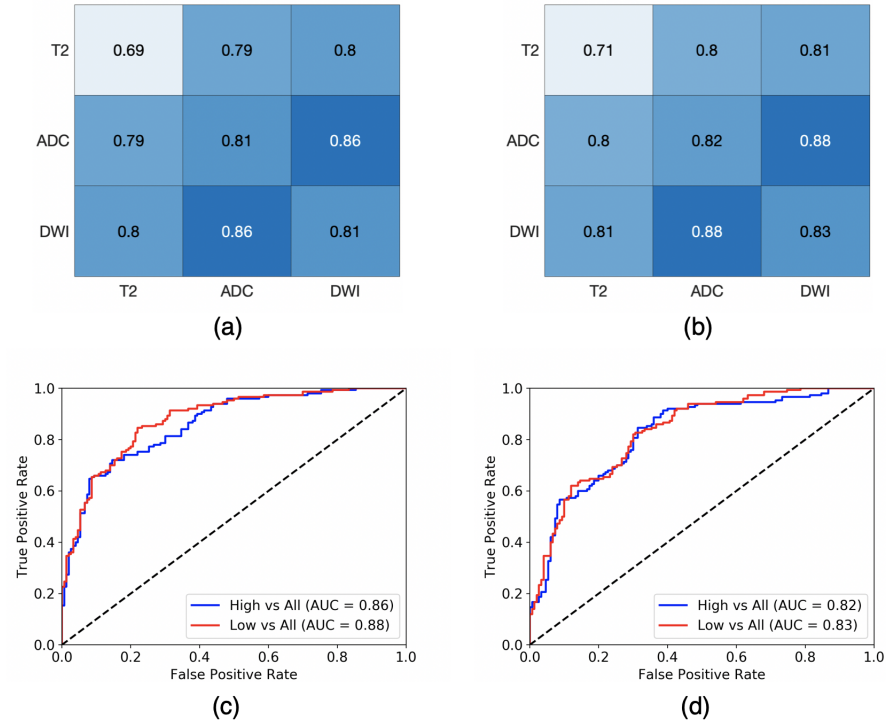 T2 0.69 0.79 0.8
ADC 0.79 0.81 0.86
DWI 0.8 0.86 0.81
T2 ADC DWI
(a)
T2 0.71 0.8 0.81
ADC 0.8 0.82 0.88
DWI 0.81 0.88 0.83
T2 ADC DWI
(b)
True Positive Rate
1.0
0.8
0.6
0.4
0.2
0.0
0.0 0.2 0.4 0.6 0.8 1.0
False Positive Rate
High vs All (AUC = 0.86)
Low vs All (AUC = 0.88)
(c)
True Positive Rate
1.0
0.8
0.6
0.4
0.2
0.0
0.0 0.2 0.4 0.6 0.8 1.0
False Positive Rate
High vs All (AUC = 0.82)
Low vs All (AUC = 0.83)
(d)